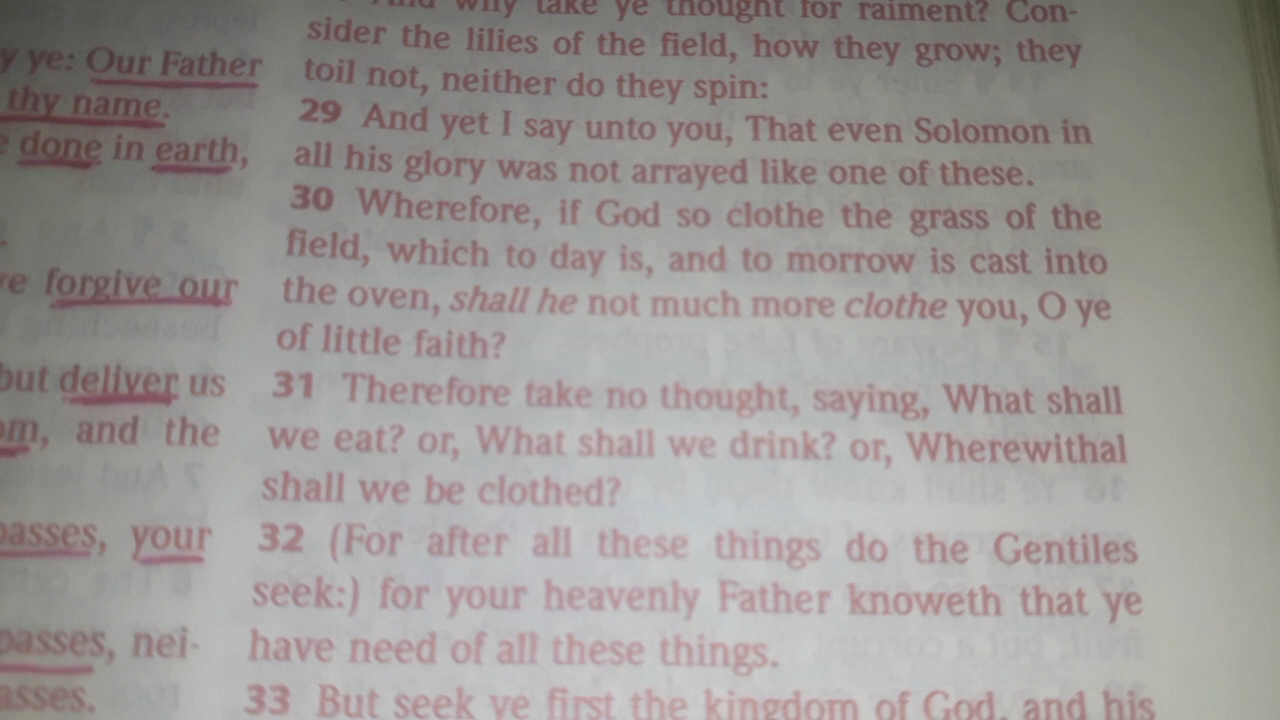 y ye: Our Father
thy name.
done in earth,
forgive our
but deliver us
and the
your
nei-
why take ye thought for raiment? Con-
sider the lilies of the field, how they grow; they
toil not, neither do they spin:
29 And yet I say unto you, That even Solomon in
all his glory was not arrayed like one of these.
30 Wherefore, if God so clothe the grass of the
field, which to day is, and to morrow is cast into
the oven, shall he not much more clothe you, O ye
of little faith?
31 Therefore take no thought, saying, What shall
we eat? or, What shall we drink? or, Wherewithal
shall we be clothed?
32 (For after all these things do the Gentiles
seek:) for your heavenly Father knoweth that ye
have need of all these things.
33 But seek ye first the kingdom of God, and his